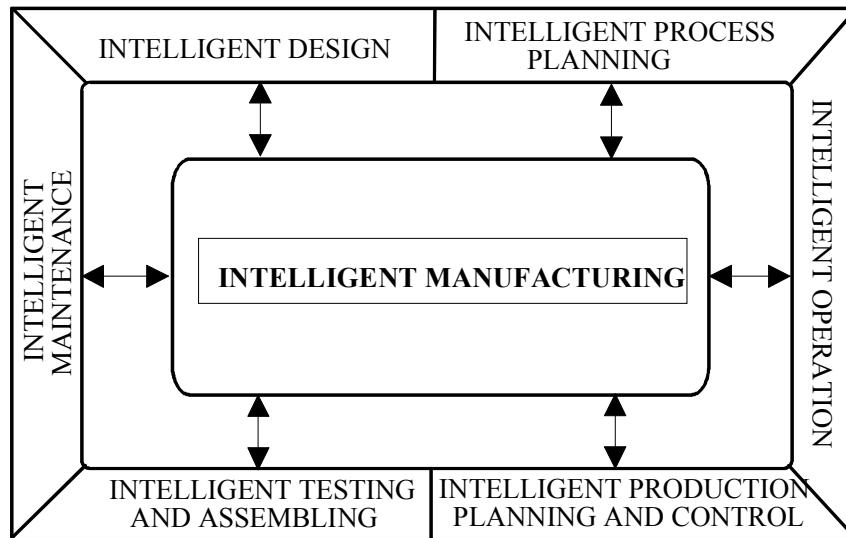 INTELLIGENT DESIGN
INTELLIGENT PROCESS
PLANNING
INTELLIGENT
MAINTENANCE
INTELLIGENT MANUFACTURING
INTELLIGENT OPERATION
INTELLIGENT TESTING
AND ASSEMBLING
INTELLIGENT PRODUCTION
PLANNING AND CONTROL